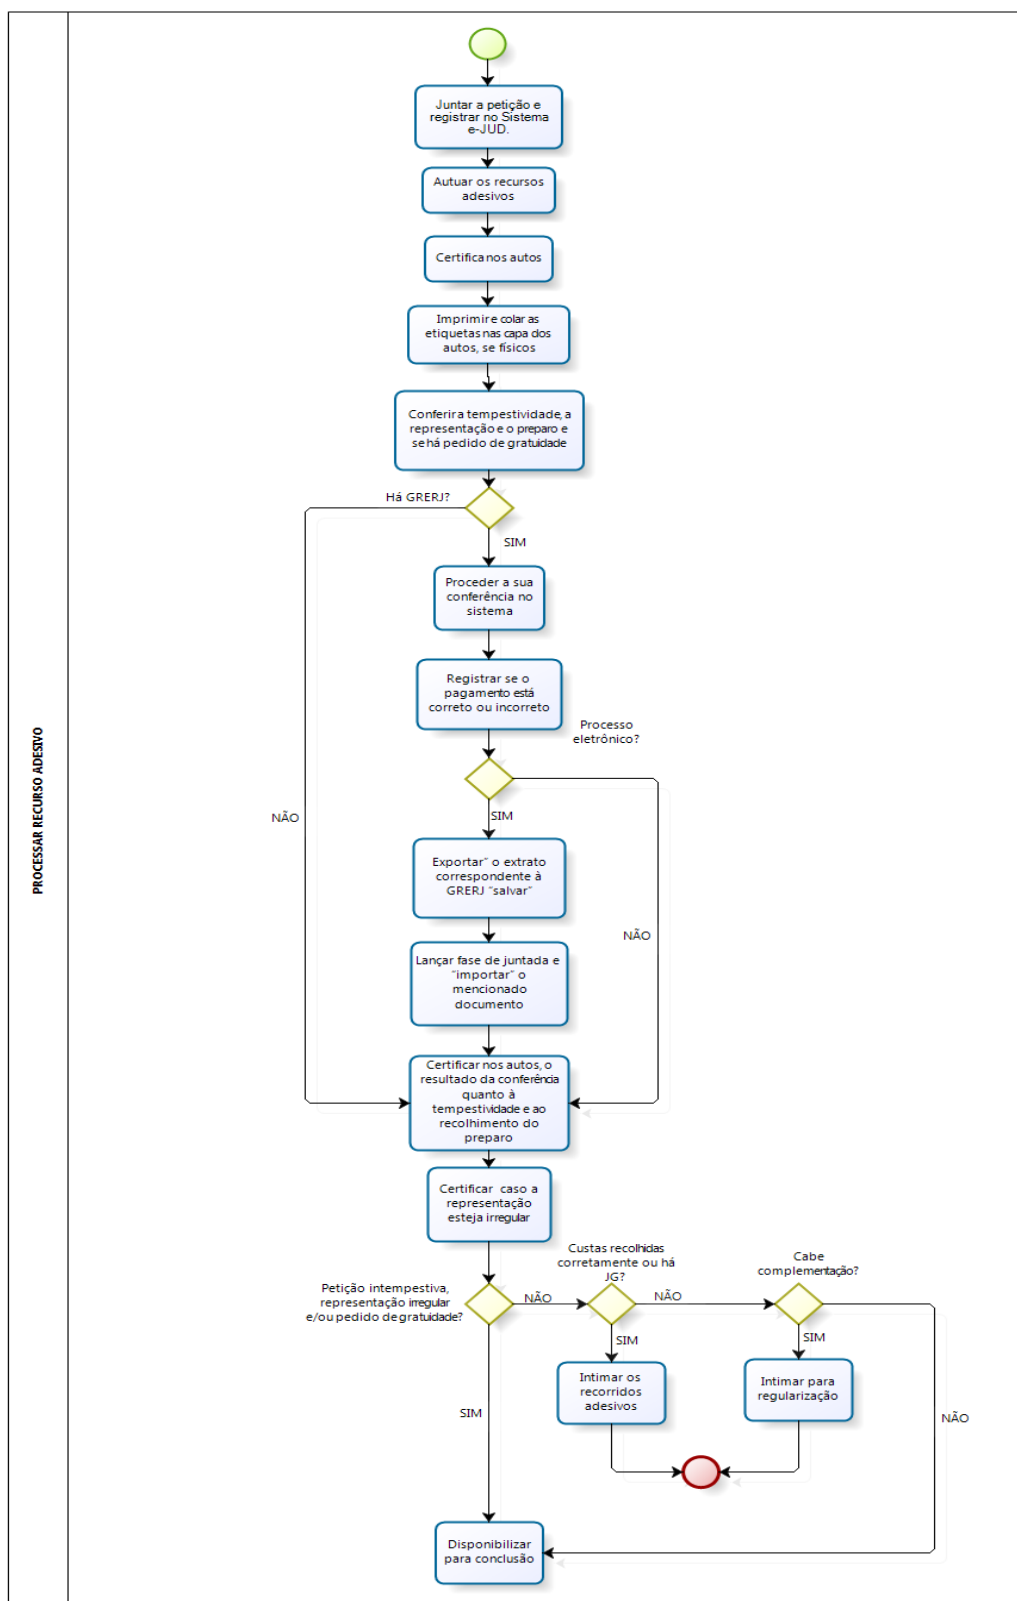 PROCESSAR RECURSO ADESIVO
Juntar a petição e
registrar no Sistema
e-JUD.
Autuar os recursos
adesivos
Certifica nos autos
Imprimir e colar as
etiquetas nas capa dos
autos, se físicos
Conferir a tempestividade, a
representação e o preparo e
se há pedido de gratuidade
Há GRERJ?
SIM
Proceder a sua
conferência no
sistema
Registrar se o
pagamento está
correto ou incorreto
Processo
eletrônico?
NÃO
SIM
Exportar” o extrato
correspondente à
GRERJ “salvar”
NÃO
Lançar fase de juntada e
“importar” o
mencionado
documento
Certificar nos autos, o
resultado da conferência
quanto à
tempestividade e ao
recolhimento do
preparo
Certificar caso a
representação
esteja irregular
Petição intempestiva,
representação irregular
e/ou pedido de gratuidade?
NÃO
Custas recolhidas
corretamente ou há
JG?
NÃO
Cabe
complementação?
SIM
SIM
Intimar os
recorridos
adesivos
Intimar para
regularização
SIM
NÃO
Disponibilizar
para conclusão